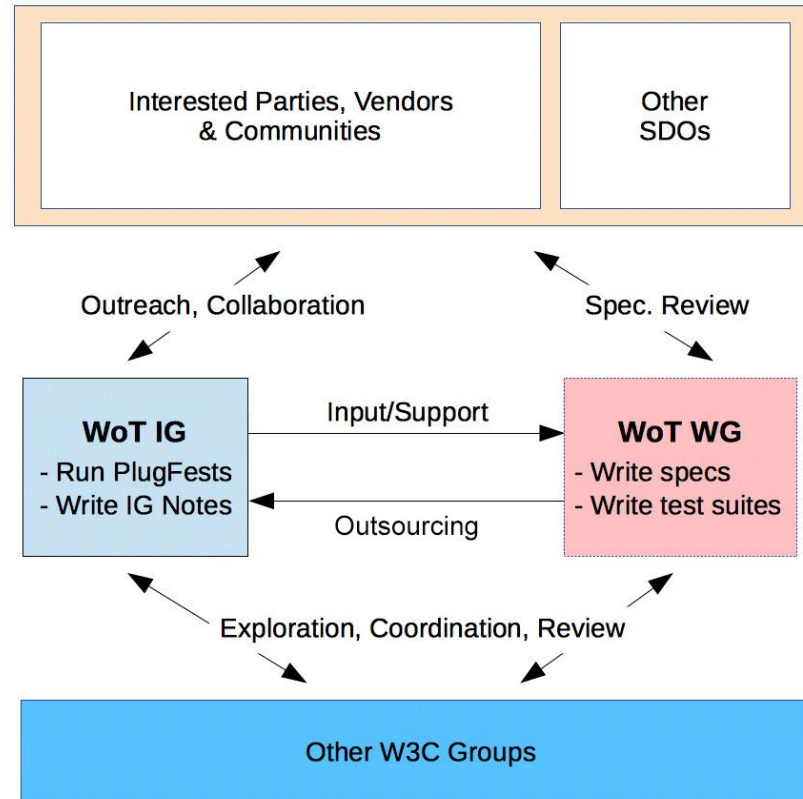 Interested Parties, Vendors
& Communities
Other
SDOs
Outreach, Collaboration
Spec. Review
WoT IG
- Run PlugFests
- Write IG Notes
Input/Support
Outsourcing
WoT WG
- Write specs
- Write test suites
Exploration, Coordination, Review
Other W3C Groups